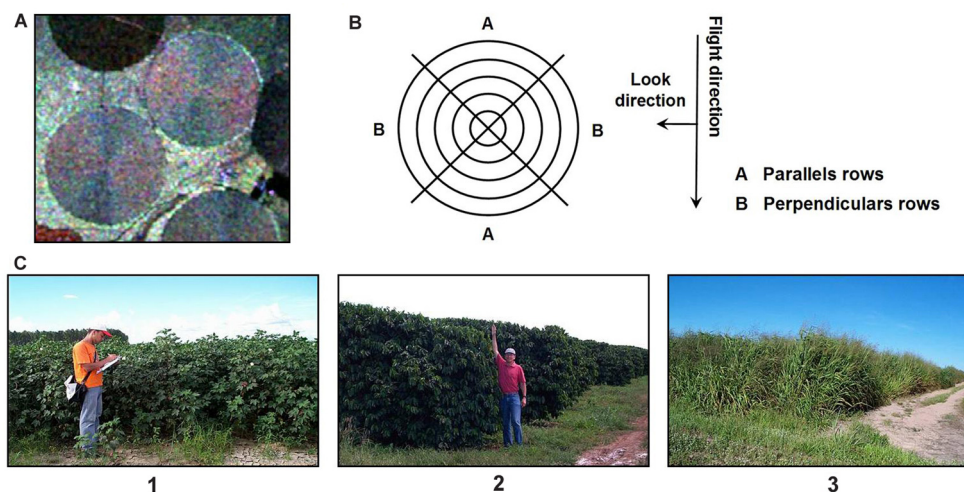 A
B
A
B
B
A
Look
direction
Flight direction
A Parallels rows
B Perpendiculars rows
C
1
2
3